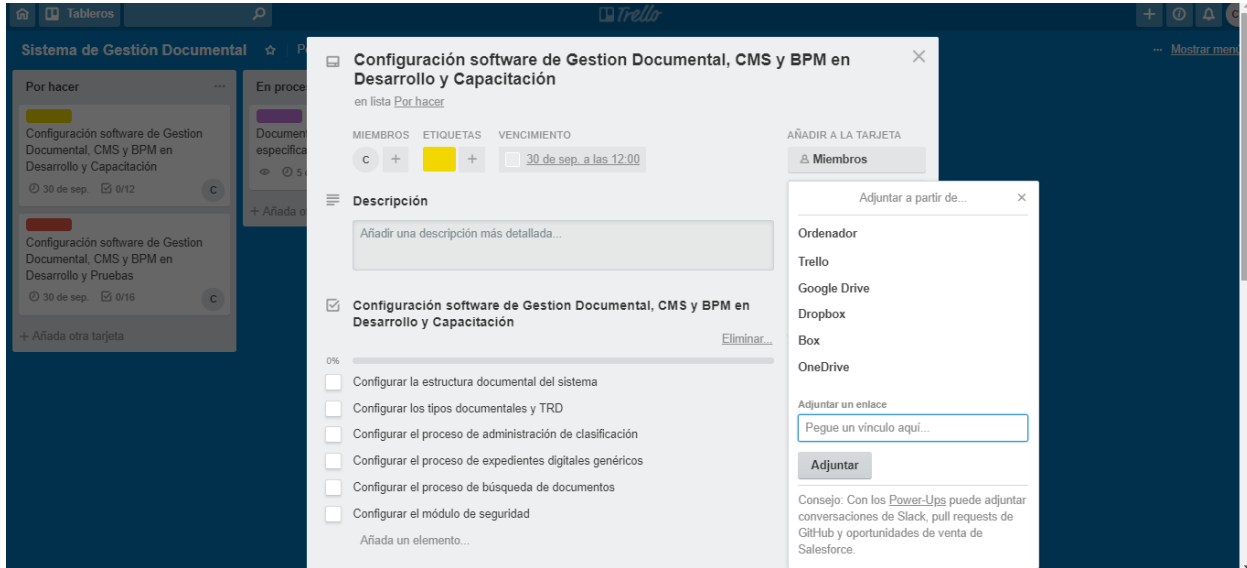 Tableros
Trello
Sistema de Gestión Documental
Mostrar menú
Por hacer
Configuración software de Gestion
Documental, CMS y BPM en
Desarrollo y Capacitación
30 de sep.
0/12
C
Configuración software de Gestion
Documental, CMS y BPM en
Desarrollo y Pruebas
30 de sep.
0/16
C
+ Añada otra tarjeta
Configuración software de Gestion Documental, CMS y BPM en
Desarrollo y Capacitación
en lista Por hacer
MIEMBROS ETIQUETAS VENCIMIENTO
C + + 30 de sep. a las 12:00
Descripción
Añadir una descripción más detallada...
Configuración software de Gestion Documental, CMS y BPM en
Desarrollo y Capacitación
Eliminar...
0%
Configurar la estructura documental del sistema
Configurar los tipos documentales y TRD
Configurar el proceso de administración de clasificación
Configurar el proceso de expedientes digitales genéricos
Configurar el proceso de búsqueda de documentos
Configurar el módulo de seguridad
Añada un elemento...
AÑADIR A LA TARJETA
Miembros
Adjuntar a partir de...
Ordenador
Trello
Google Drive
Dropbox
Box
OneDrive
Adjuntar un enlace
Pegue un vínculo aquí...
Adjuntar
Consejo: Con los Power-Ups puede adjuntar
conversaciones de Slack, pull requests de
GitHub y oportunidades de venta de
Salesforce.